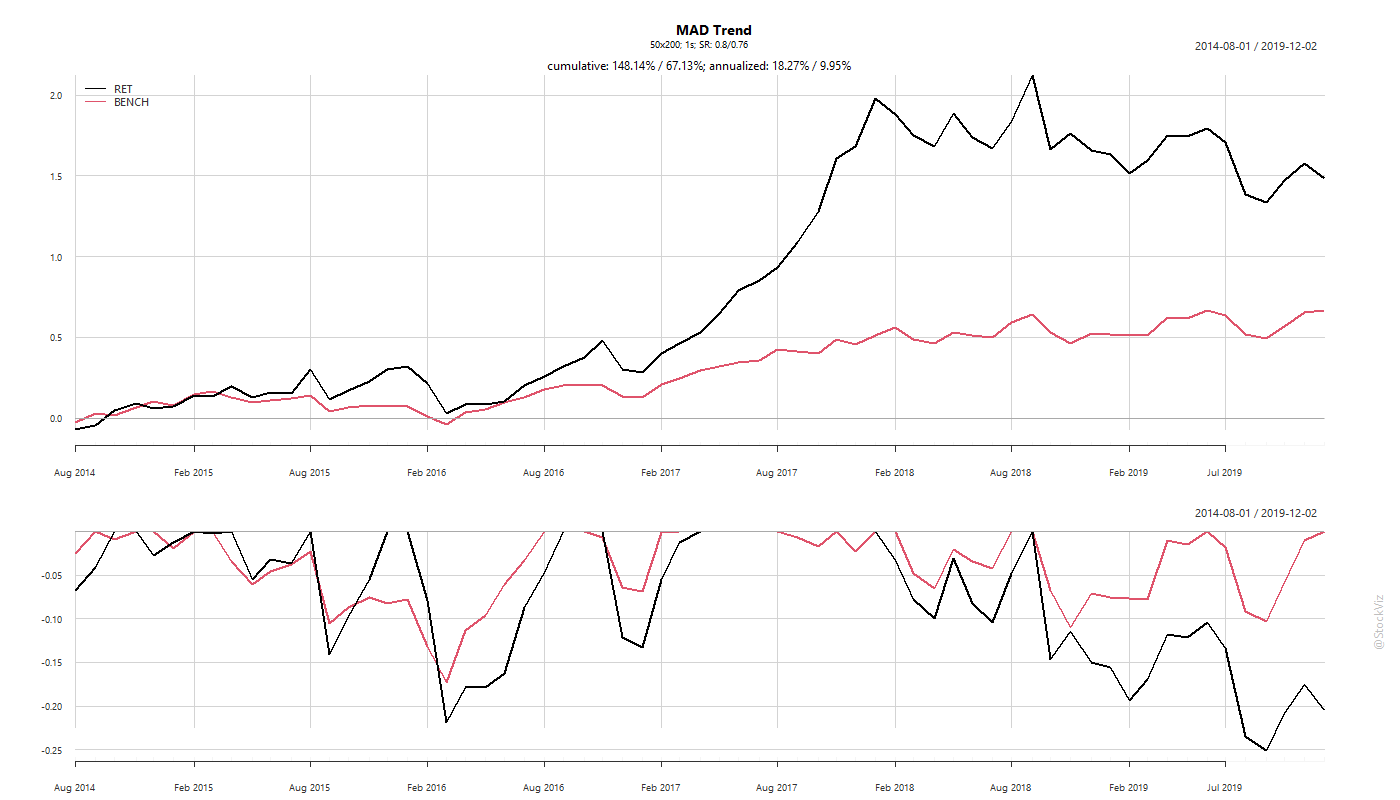 MAD Trend
50x200; 1s; SR: 0.8/0.76
2014-08-01 / 2019-12-02
cumulative: 148.14% / 67.13%; annualized: 18.27% / 9.95%
RET
BENCH
2.0
1.5
1.0
0.5
0.0
Aug 2014 Feb 2015 Aug 2015 Feb 2016 Aug 2016 Feb 2017 Aug 2017 Feb 2018 Aug 2018 Feb 2019 Jul 2019
2014-08-01 / 2019-12-02
-0.05
-0.10
-0.15
-0.20
-0.25
Aug 2014 Feb 2015 Aug 2015 Feb 2016 Aug 2016 Feb 2017 Aug 2017 Feb 2018 Aug 2018 Feb 2019 Jul 2019
@StockViz